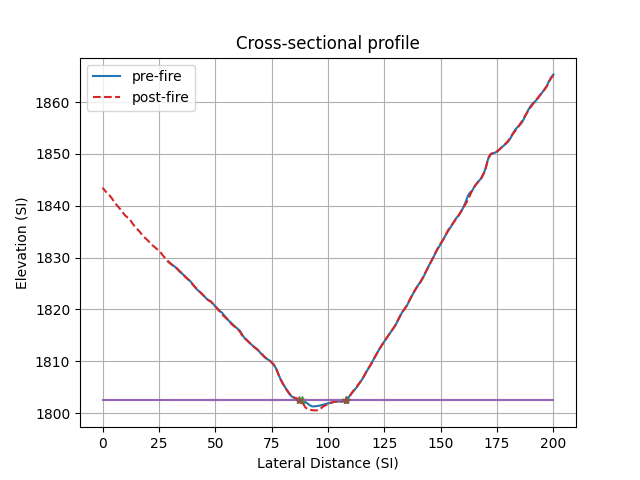 Cross-sectional profile
pre-fire
post-fire
1860
1850
1840
1830
1820
1810
1800
Elevation (SI)
0 25 50 75 100 125 150 175 200
Lateral Distance (SI)